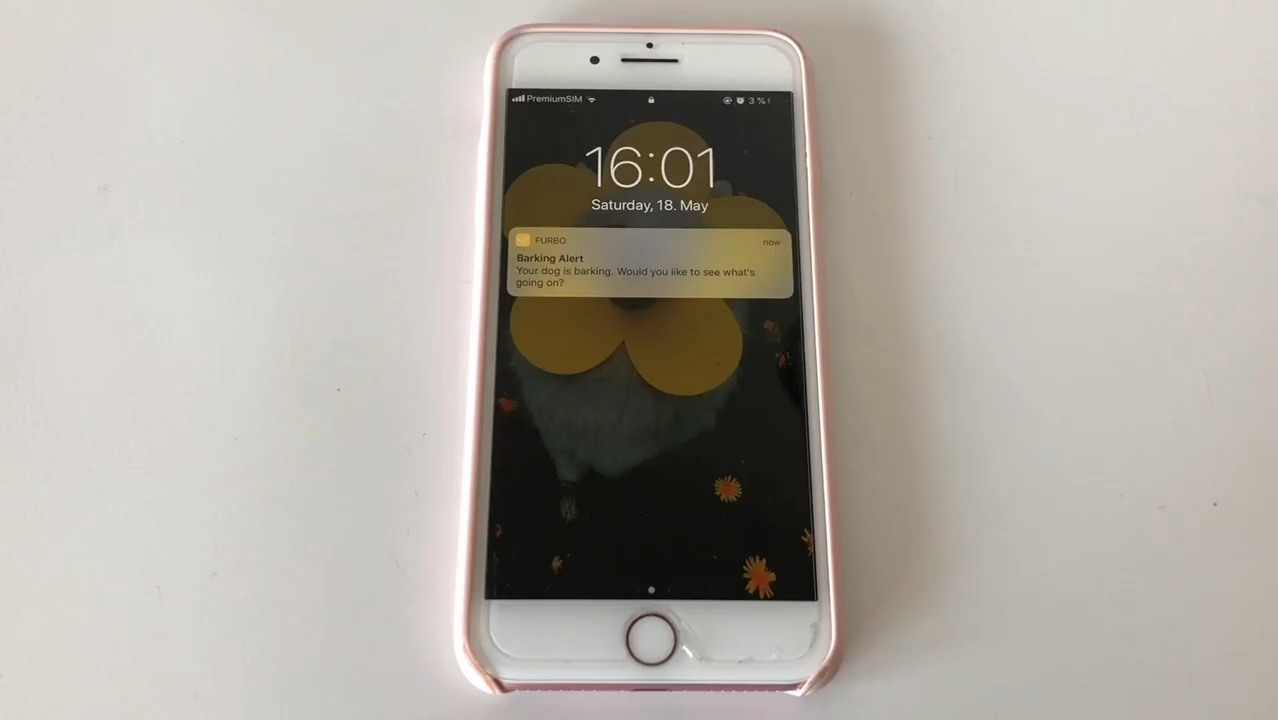 PremiumSIM 3 %
16:01
Saturday, 18. May
FURBO now
Barking Alert
Your dog is barking. Would you like to see what's
going on?